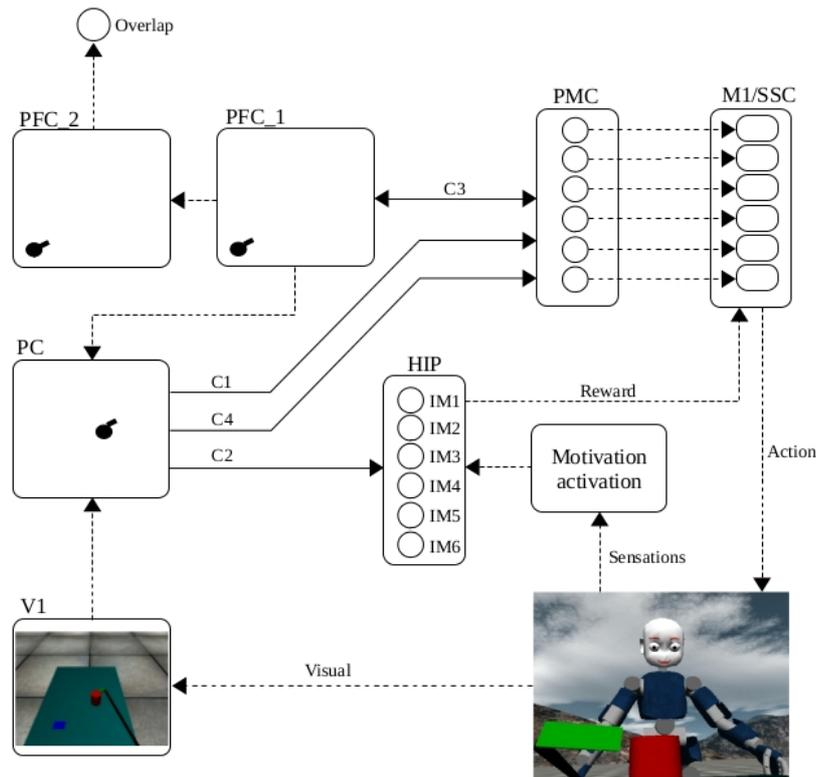 Overlap
PFC_2
PFC_1
PMC
M1/SSC
C3
PC
C1
C4
C2
HIP
IM1
IM2
IM3
IM4
IM5
IM6
Reward
Motivation
activation
Action
Sensations
V1
Visual